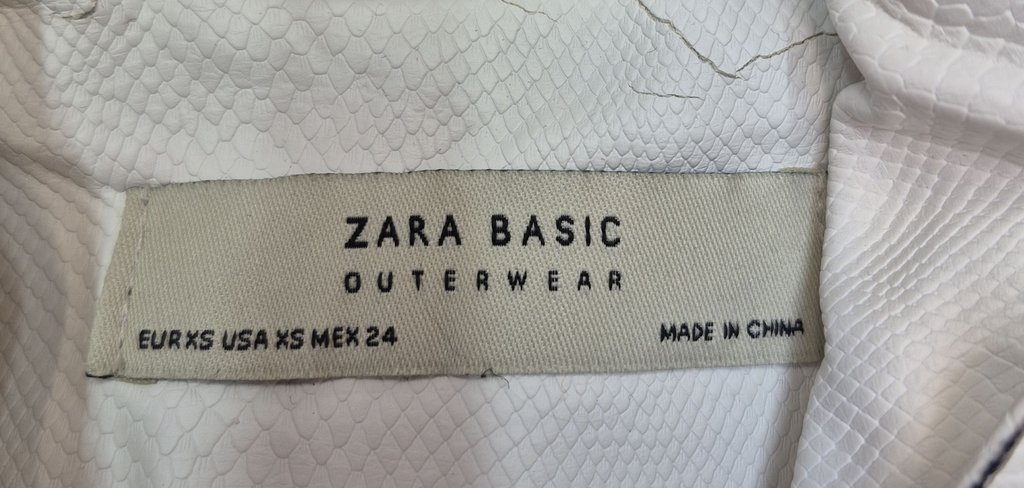 ZARA BASIC
OUTERWEAR
EUR XS USA XS MEX 24
MADE IN CHINA